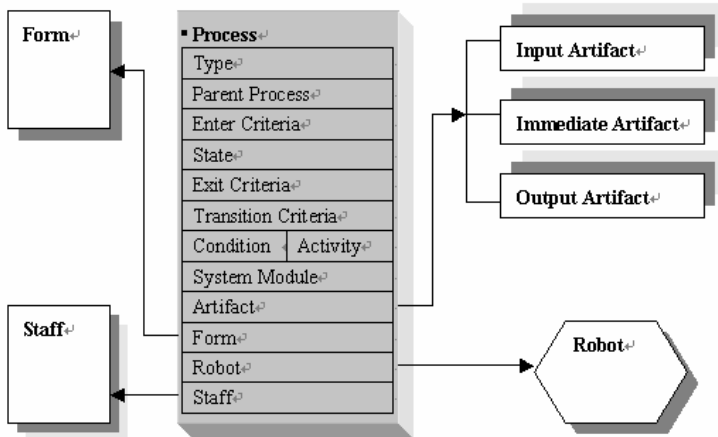 Form
Process
Type
Parent Process
Enter Criteria
State
Exit Criteria
Transition Criteria
Condition Activity
System Module
Artifact
Form
Robot
Staff
Input Artifact
Immediate Artifact
Output Artifact
Staff
Robot